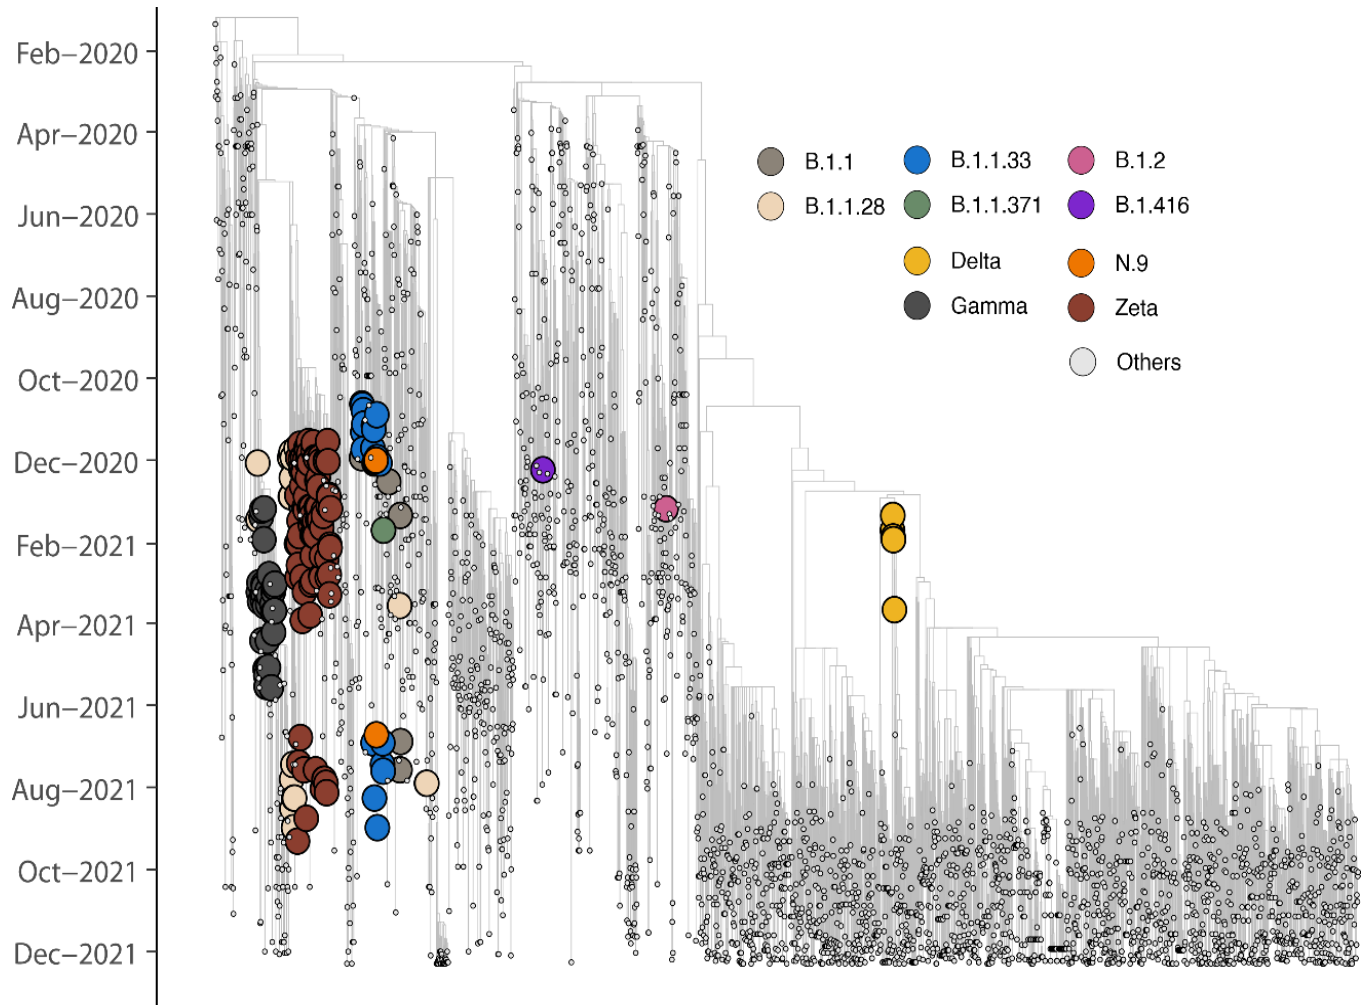 Feb–2020
Apr–2020
Jun–2020
Aug–2020
Oct–2020
Dec–2020
Feb–2021
Apr–2021
Jun–2021
Aug–2021
Oct–2021
Dec–2021
B.1.1 B.1.1.33 B.1.2
B.1.1.28 B.1.1.371 B.1.416
Delta N.9
Gamma Zeta
Others